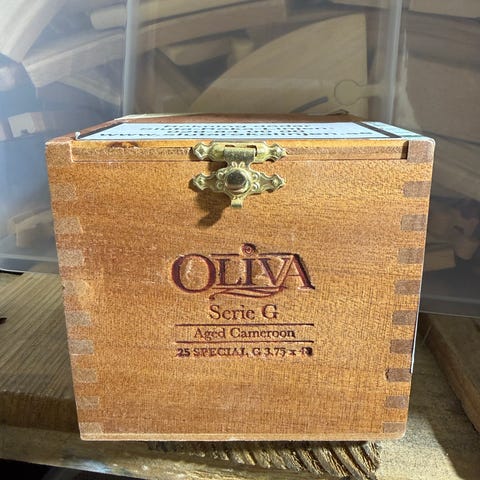 OLIVA
Serie G
Aged Cameroon
25 SPECIAL G 3.75 x 48